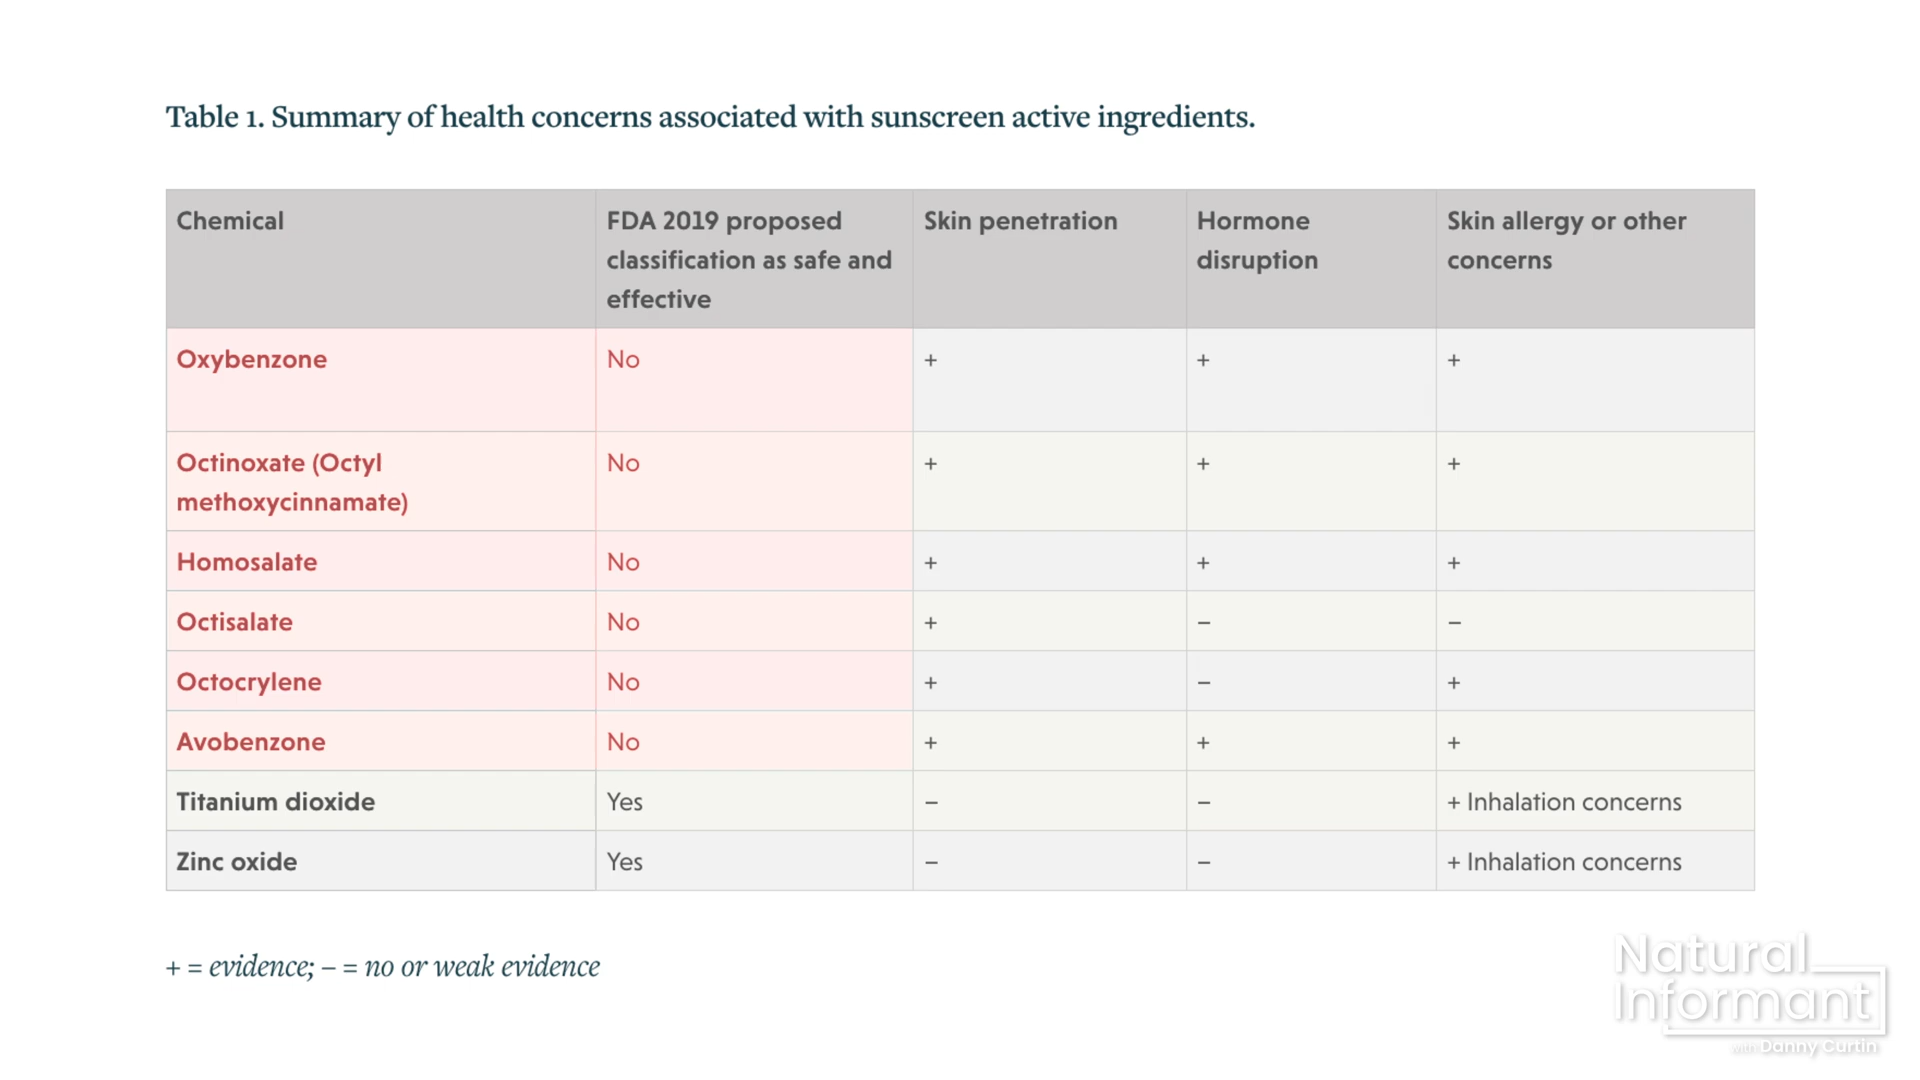 Table 1. Summary of health concerns associated with sunscreen active ingredients.
Chemical
FDA 2019 proposed
classification as safe and
effective
Skin penetration
Hormone
disruption
Skin allergy or other
concerns
Oxybenzone
No
+
+
+
Octinoxate (Octyl
methoxycinnamate)
No
+
+
+
Homosalate
No
+
+
+
Octisalate
No
+
–
–
Octocrylene
No
+
–
+
Avobenzone
No
+
+
+
Titanium dioxide
Yes
–
–
+ Inhalation concerns
Zinc oxide
Yes
–
–
+ Inhalation concerns
+ = evidence; – = no or weak evidence
Natural
Informant
with Danny Curtin